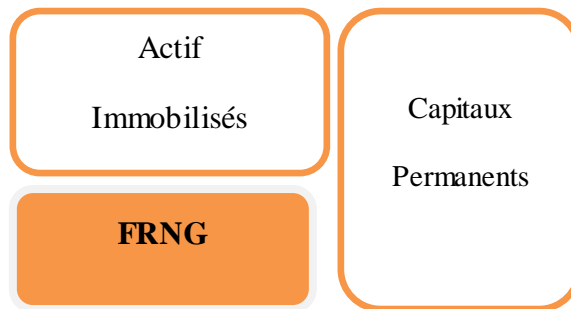 Actif
Immobilisés
FRNG
Capitaux
Permanents